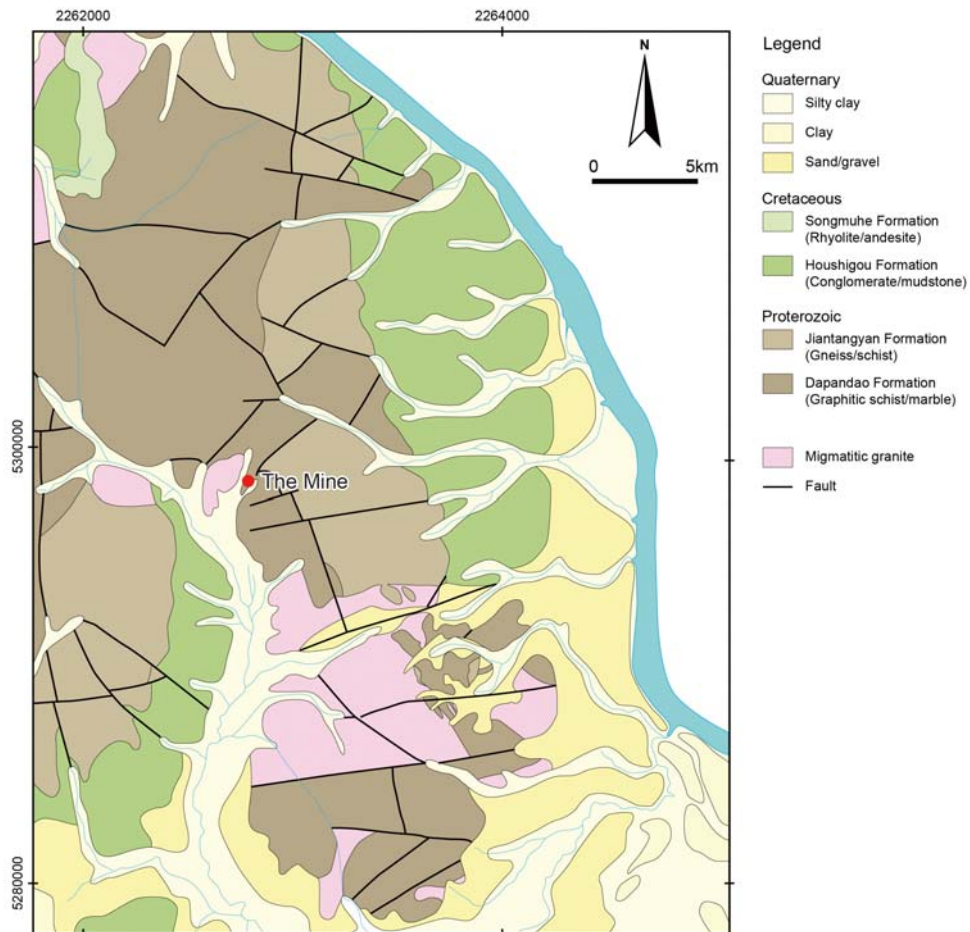 2262000
2264000
5300000
5280000
N
0
5km
The Mine
Legend
Quaternary
Silty clay
Clay
Sand/gravel
Cretaceous
Songmuhe Formation
(Rhyolite/andesite)
Houshigou Formation
(Conglomerate/mudstone)
Proterozoic
Jiantangyan Formation
(Gneiss/schist)
Dapandao Formation
(Graphitic schist/marble)
Migmatitic granite
Fault